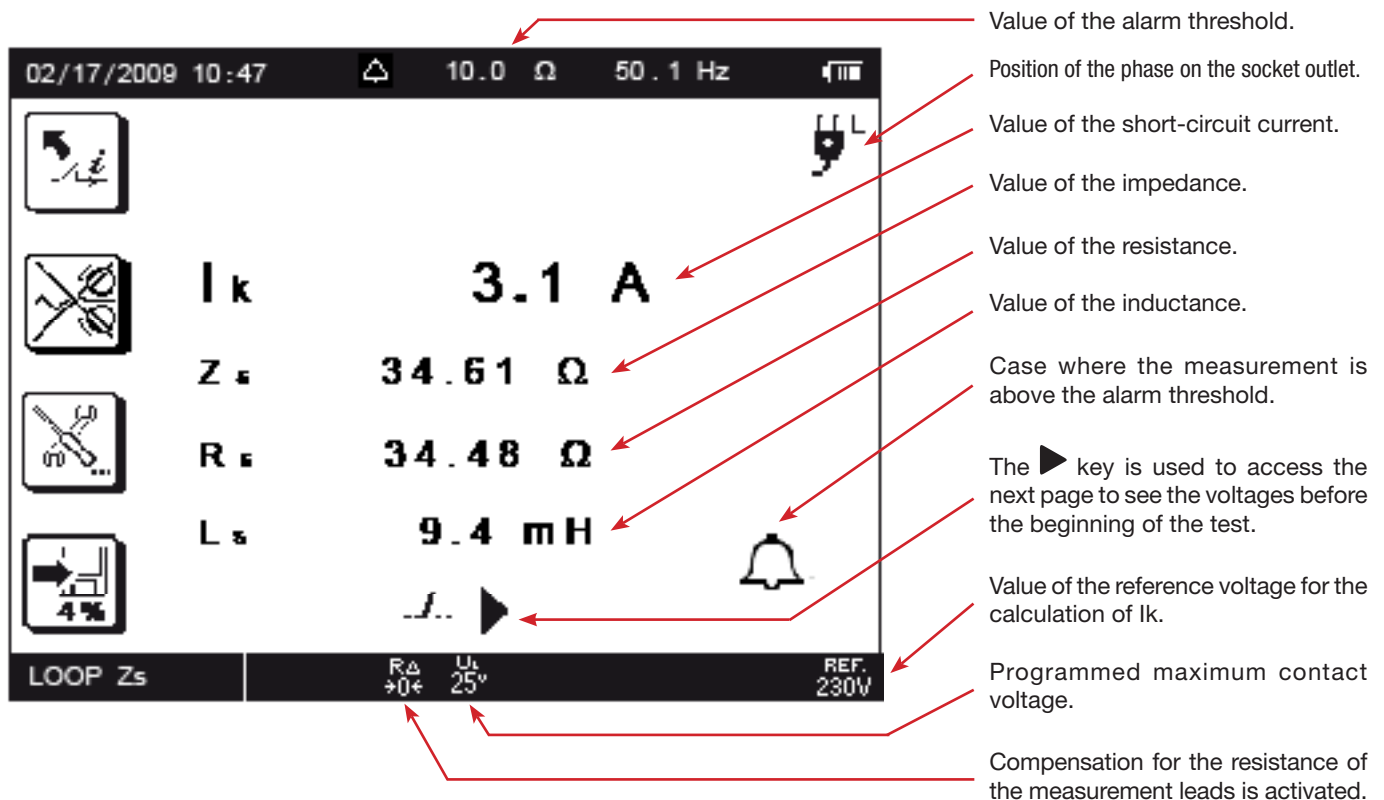 Value of the alarm threshold.
02/17/2009 10:47 10.0 Ω 50.1 Hz
Position of the phase on the socket outlet.
L
Value of the short-circuit current.
i
Value of the impedance.
Value of the resistance.
Ik 3.1 A
Value of the inductance.
Zs 34.61 Ω
Case where the measurement is
above the alarm threshold.
Rs 34.48 Ω
...
The ▶ key is used to access the
next page to see the voltages before
the beginning of the test.
Ls 9.4 mH
4%
../.. ▶
Value of the reference voltage for the
calculation of Ik.
LOOP Zs
RΔ
→0←
UL
25v
REF.
230V
Programmed maximum contact
voltage.
Compensation for the resistance of
the measurement leads is activated.